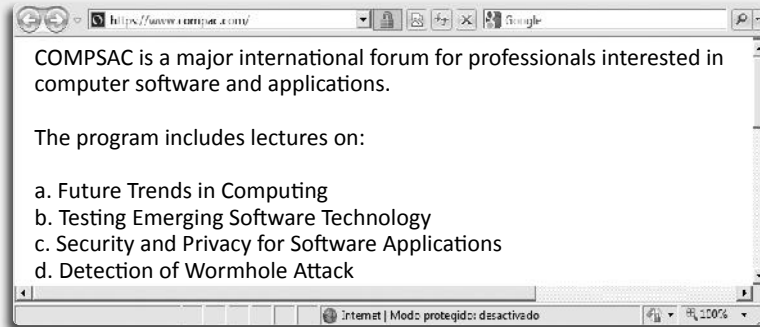 https://www.compac.com/
Google
COMPSAC is a major international forum for professionals interested in
computer software and applications.
The program includes lectures on:
a. Future Trends in Computing
b. Testing Emerging Software Technology
c. Security and Privacy for Software Applications
d. Detection of Wormhole Attack
Internet | Modo protegido: desactivado
100%